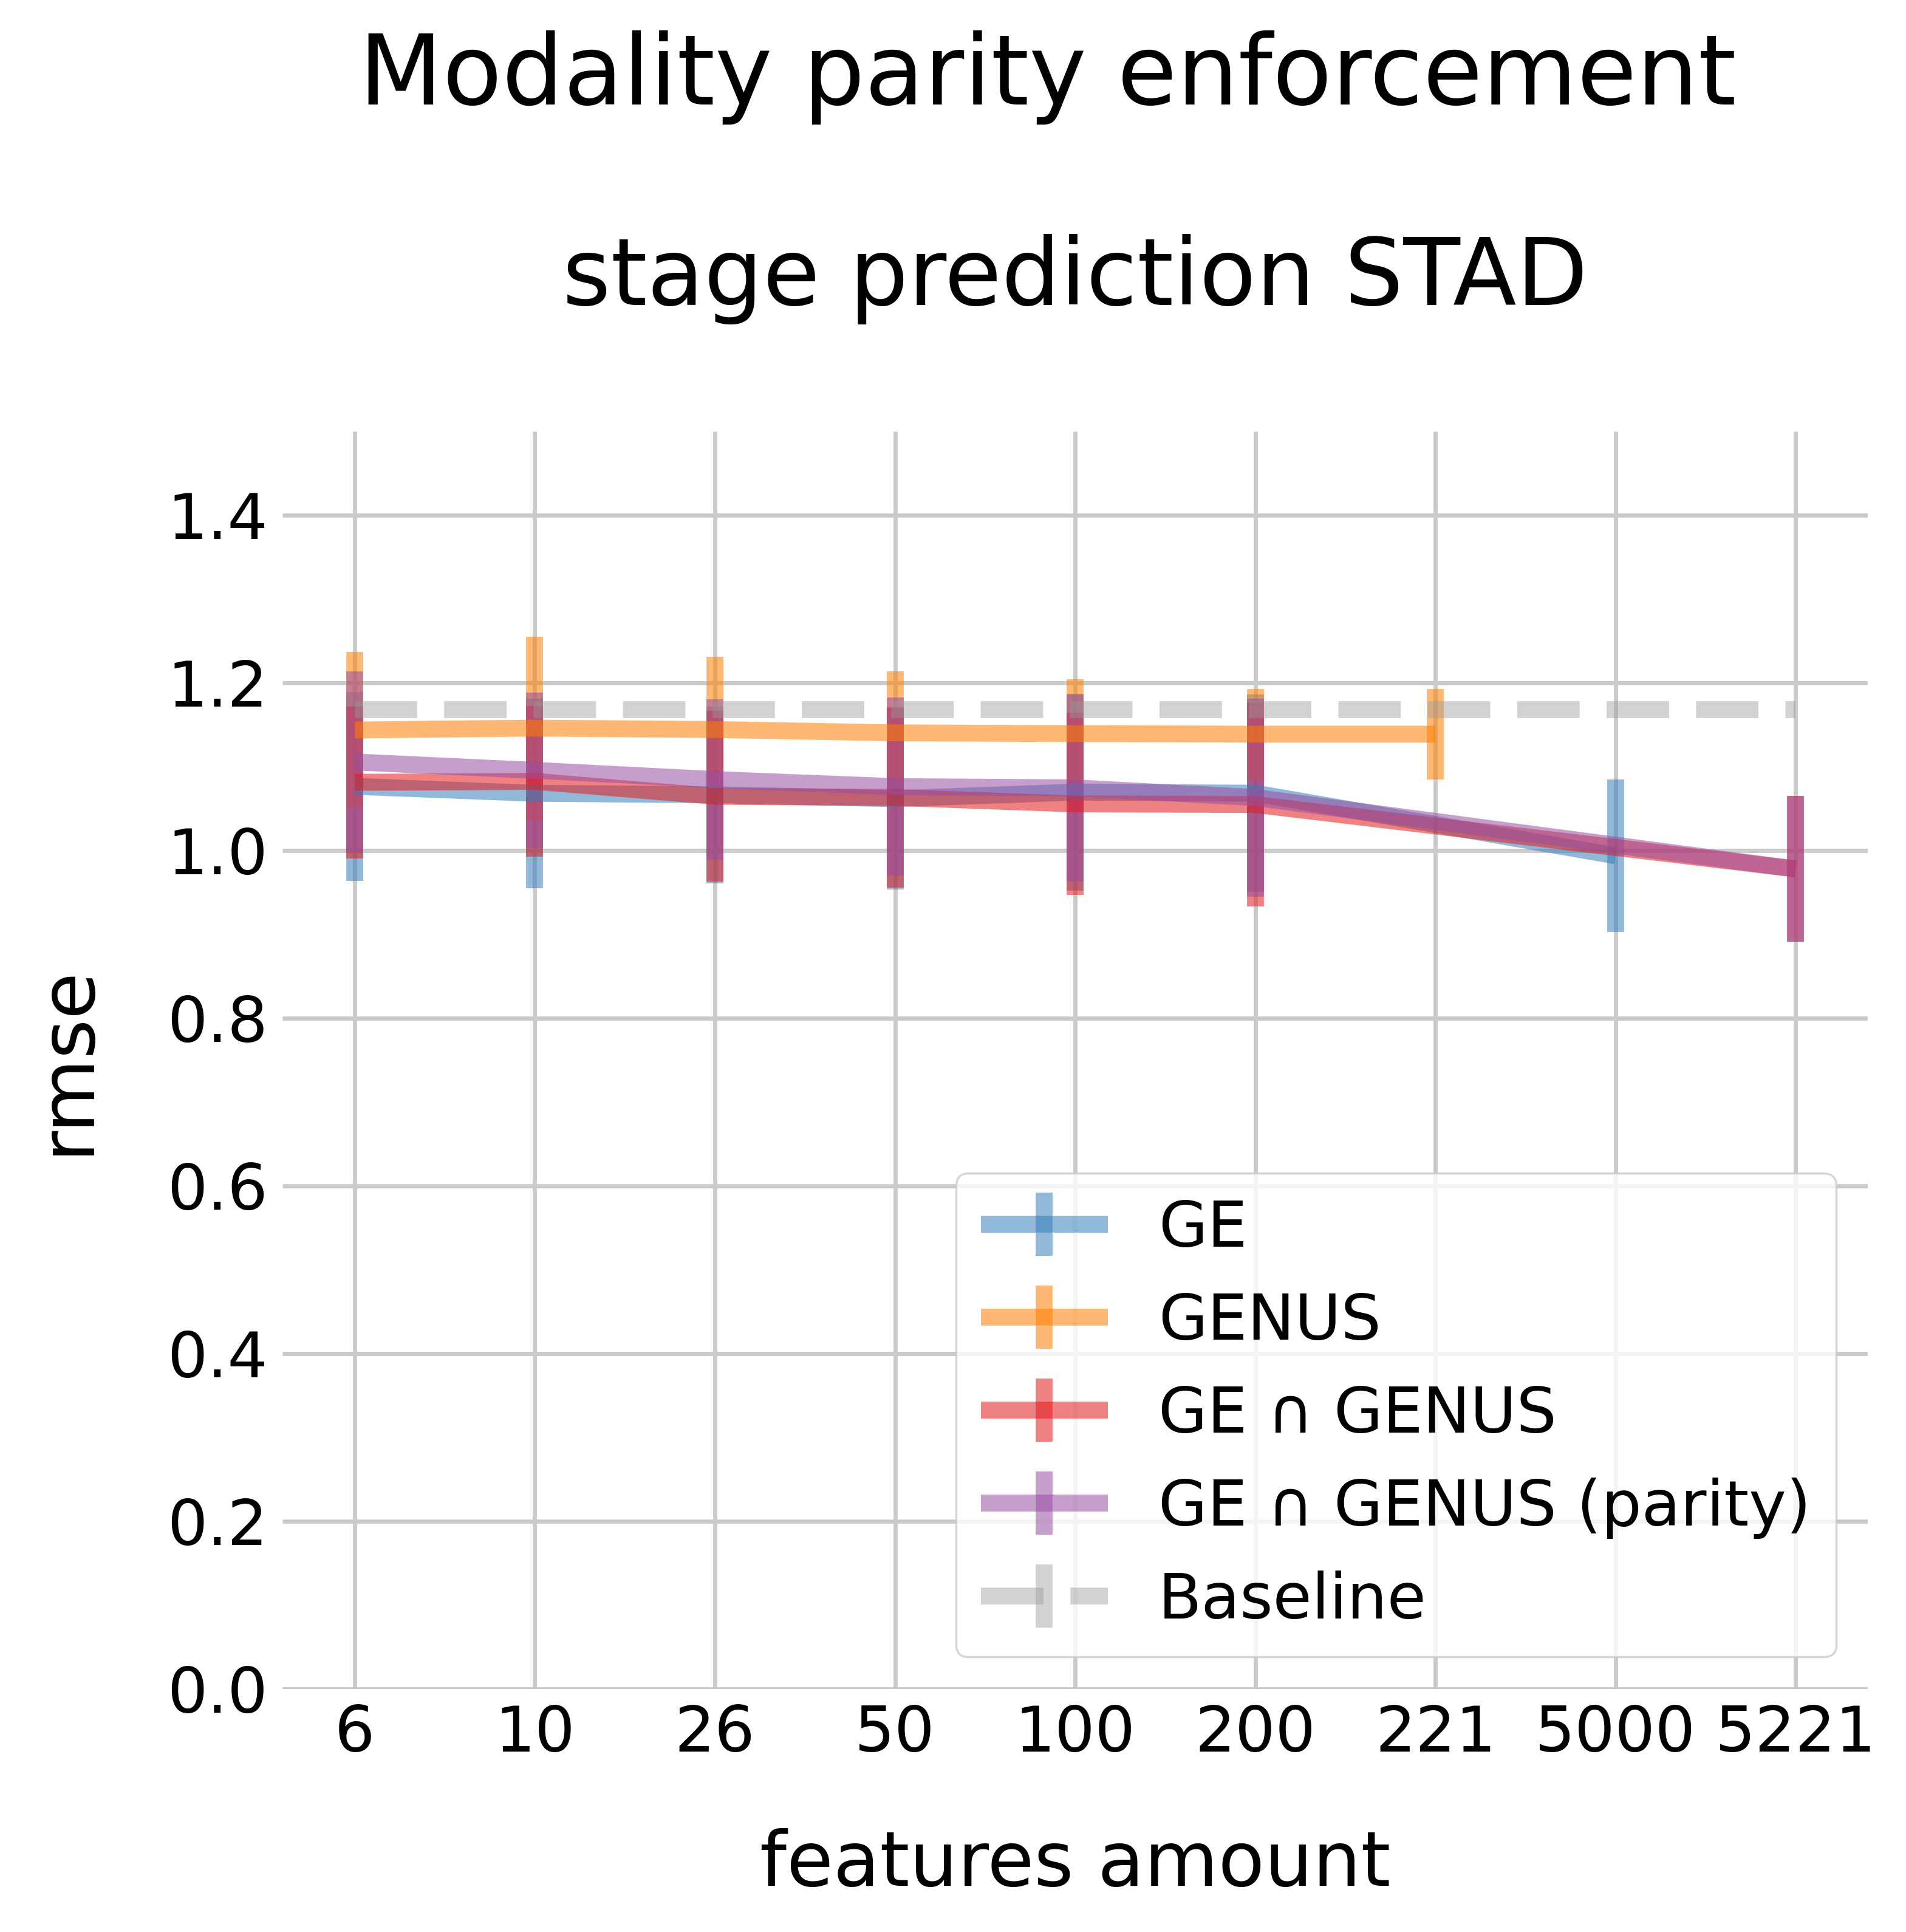 Modality parity enforcement
stage prediction STAD
1.4
1.2
1.0
0.8
0.6
0.4
0.2
0.0
rmse
GE
GENUS
GE ∩ GENUS
GE ∩ GENUS (parity)
Baseline
6 10 26 50 100 200 221 5000 5221
features amount